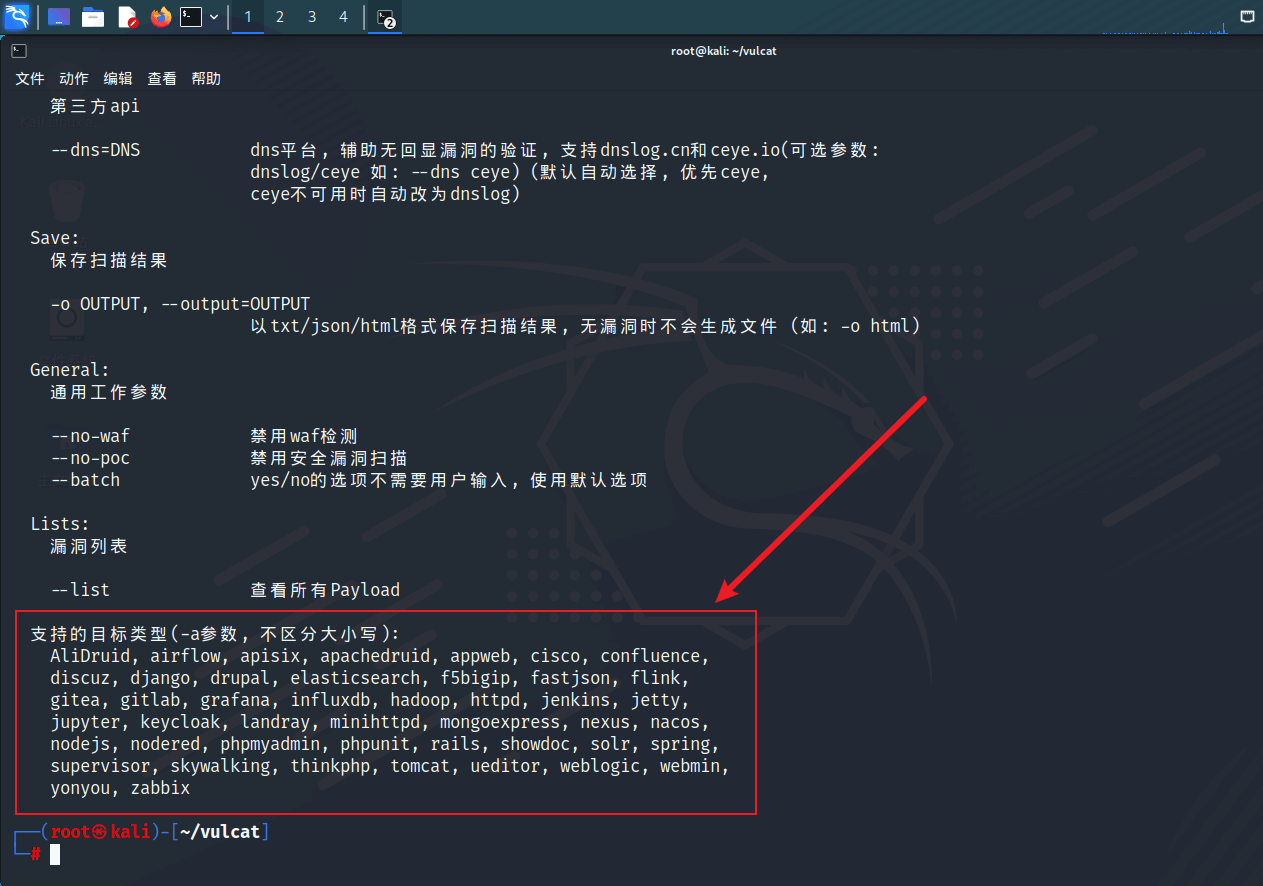 1 2 3 4 2
root@kali: ~/vulcat
文件 动作 编辑 查看 帮助
第三方api
--dns=DNS dns平台，辅助无回显漏洞的验证，支持dnslog.cn和ceye.io(可选参数：
dnslog/ceye 如：--dns ceye)（默认自动选择，优先ceye，
ceye不可用时自动改为dnslog)
Save:
保存扫描结果
-o OUTPUT, --output=OUTPUT
以txt/json/html格式保存扫描结果，无漏洞时不会生成文件（如：-o html）
General:
通用工作参数
--no-waf 禁用waf检测
--no-poc 禁用安全漏洞扫描
--batch yes/no的选项不需要用户输入，使用默认选项
Lists:
漏洞列表
--list 查看所有Payload
支持的目标类型(-a参数，不区分大小写):
AliDruid, airflow, apisix, apachedruid, appweb, cisco, confluence,
discuz, django, drupal, elasticsearch, f5bigip, fastjson, flink,
gitea, gitlab, grafana, influxdb, hadoop, httpd, jenkins, jetty,
jupyter, keycloak, landray, minihttpd, mongoexpress, nexus, nacos,
nodejs, nodered, phpmyadmin, phpunit, rails, showdoc, solr, spring,
supervisor, skywalking, thinkphp, tomcat, ueditor, weblogic, webmin,
yonyou, zabbix
┌──(root㉿kali)-[~/vulcat]
└─#